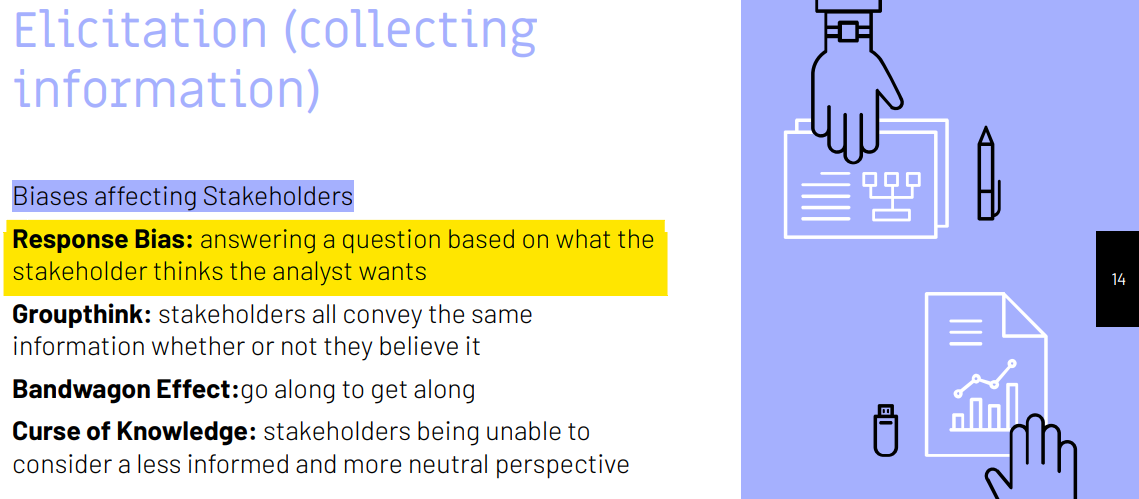 Elicitation (collecting
information)
Biases affecting Stakeholders
Response Bias: answering a question based on what the
stakeholder thinks the analyst wants
Groupthink: stakeholders all convey the same
information whether or not they believe it
Bandwagon Effect:go along to get along
Curse of Knowledge: stakeholders being unable to
consider a less informed and more neutral perspective
14